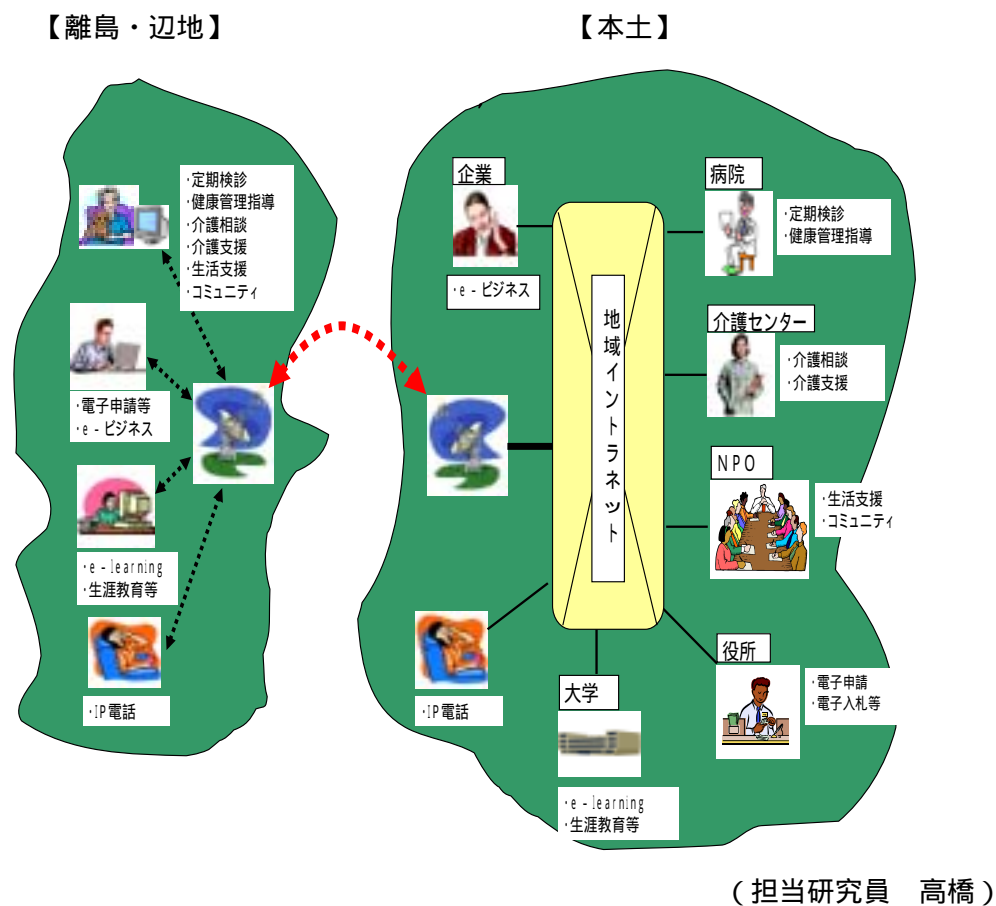 【離島・辺地】
【本土】
・定期検診
・健康管理指導
・介護相談
・介護支援
・生活支援
・コミュニティ
・電子申請等
・e－ビジネス
・e－learning
・生涯教育等
・IP電話
企業
・e－ビジネス
地域イントラネット
病院
・定期検診
・健康管理指導
介護センター
・介護相談
・介護支援
NPO
・生活支援
・コミュニティ
役所
・電子申請
・電子入札等
・IP電話
大学
・e－learning
・生涯教育等
（担当研究員　高橋）